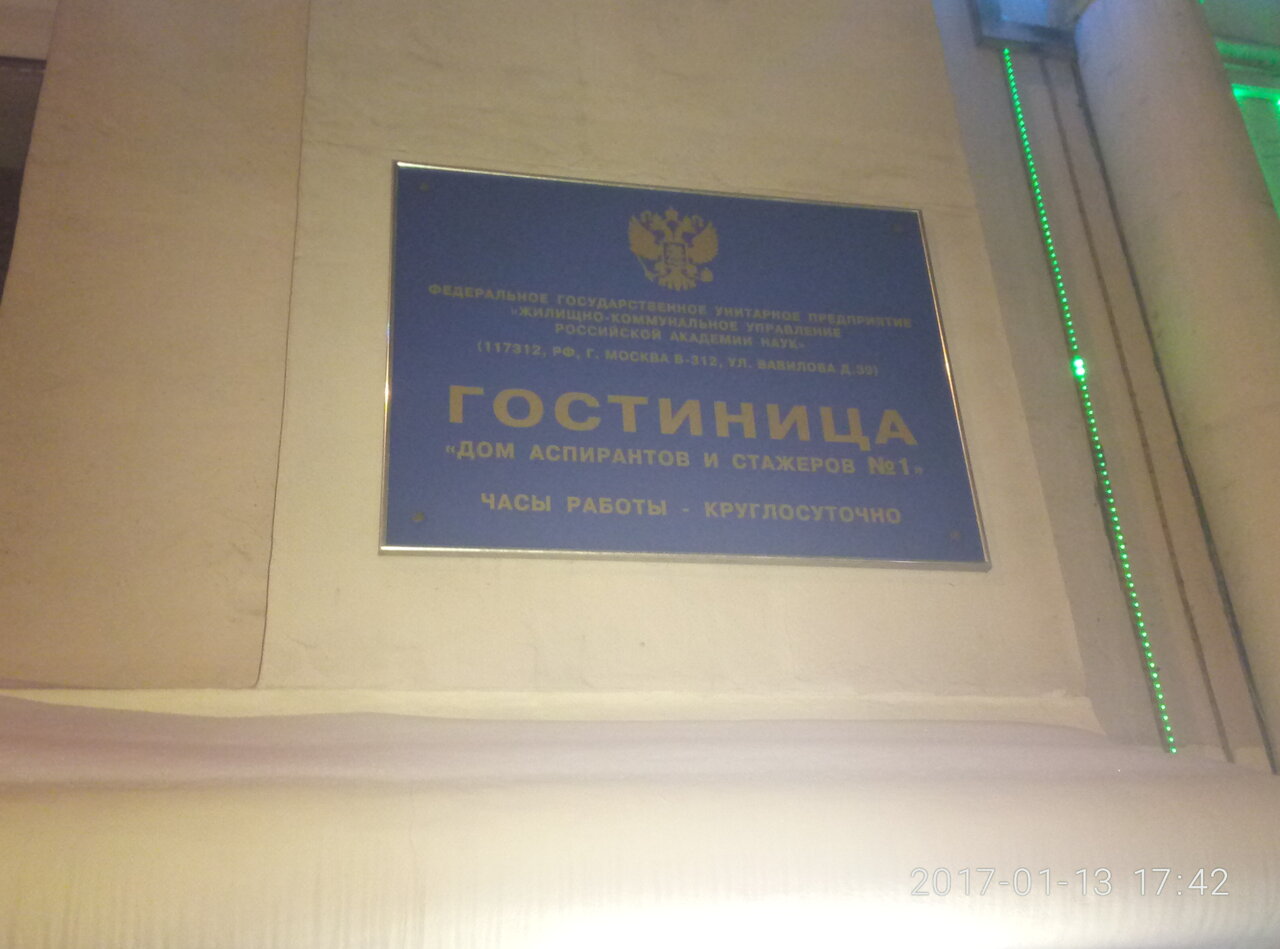 ФЕДЕРАЛЬНОЕ ГОСУДАРСТВЕННОЕ УНИТАРНОЕ ПРЕДПРИЯТИЕ
«ЖИЛИЩНО-КОММУНАЛЬНОЕ УПРАВЛЕНИЕ
РОССИЙСКОЙ АКАДЕМИИ НАУК»
(117312, РФ, Г. МОСКВА В-312, УЛ. ВАВИЛОВА Д.30)
ГОСТИНИЦА
«ДОМ АСПИРАНТОВ И СТАЖЕРОВ №1»
ЧАСЫ РАБОТЫ - КРУГЛОСУТОЧНО
2017-01-13 17:42